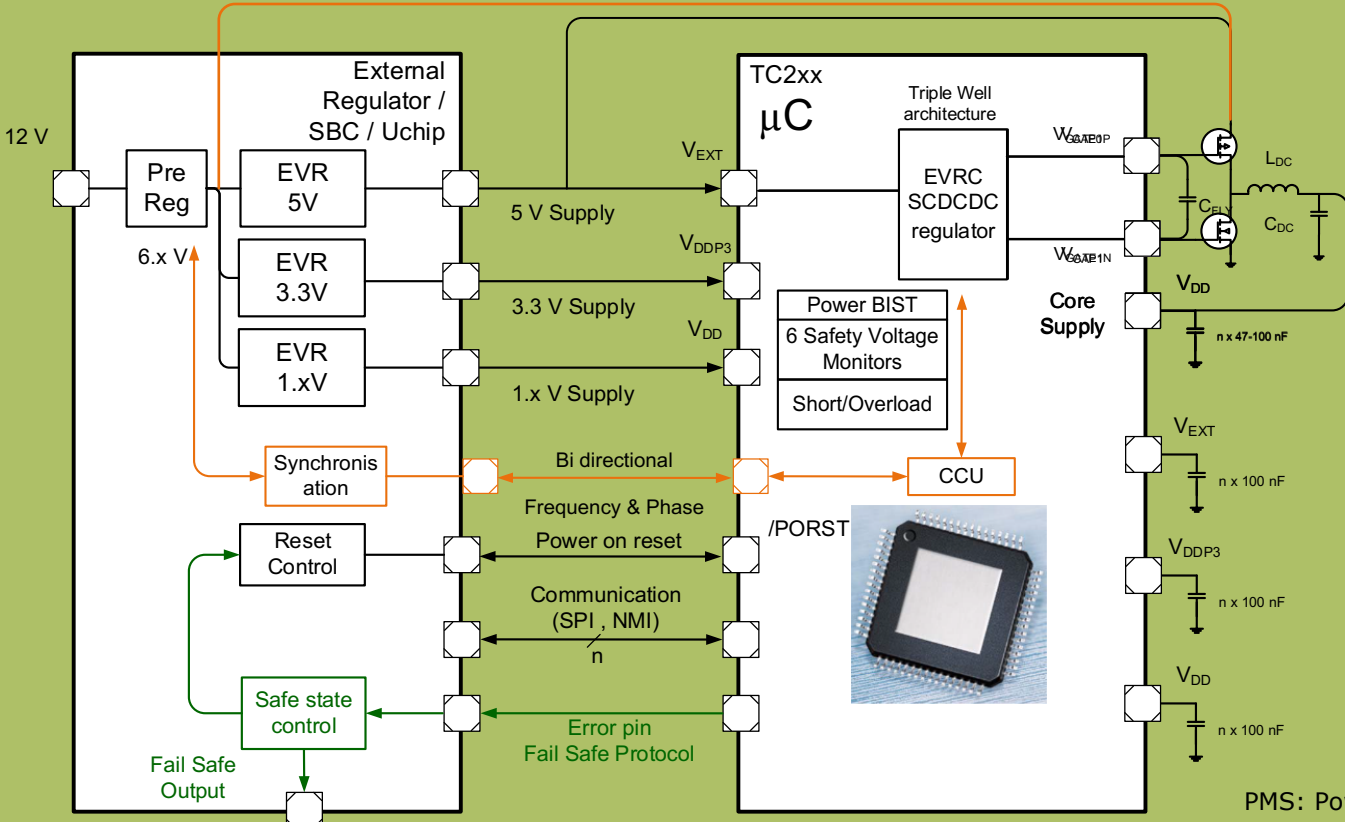 External
Regulator /
SBC / Uchip
12 V
Pre
Reg
6.x V
EVR
5V
EVR
3.3V
EVR
1.xV
Synchronis
ation
Reset
Control
Safe state
control
Fail Safe
Output
VEXT
5 V Supply
VDDP3
3.3 V Supply
VDD
1.x V Supply
Bi directional
Frequency & Phase
Power on reset
Communication
(SPI , NMI)
n
Error pin
Fail Safe Protocol
TC2xx
µC
Triple Well
architecture
EVRC
SCDCDC
regulator
Power BIST
6 Safety Voltage
Monitors
Short/Overload
CCU
/PORST
Core
Supply
CFLY
LDC
CDC
VDD
n x 47-100 nF
VEXT
n x 100 nF
VDDP3
n x 100 nF
VDD
n x 100 nF
PMS: